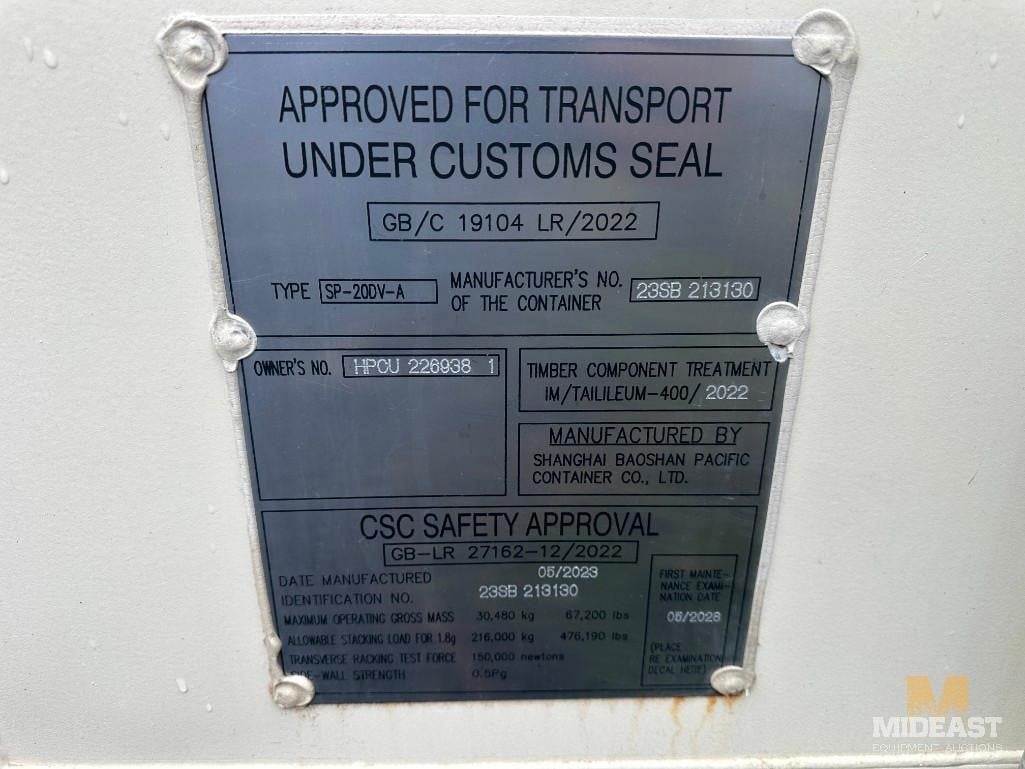 APPROVED FOR TRANSPORT
UNDER CUSTOMS SEAL
GB/C 19104 LR/2022
TYPE SP-20DV-A MANUFACTURER'S NO. OF THE CONTAINER 23SB 213130
OWNER'S NO. HPCU 226938 1
TIMBER COMPONENT TREATMENT
IM/TAILILEUM-400/ 2022
MANUFACTURED BY
SHANGHAI BAOSHAN PACIFIC
CONTAINER CO., LTD.
CSC SAFETY APPROVAL
GB-LR 27162-12/2022
DATE MANUFACTURED 05/2023
IDENTIFICATION NO. 23SB 213130
MAXIMUM OPERATING GROSS MASS 30,480 kg 67,200 lbs
ALLOWABLE STACKING LOAD FOR 1.8g 216,000 kg 476,190 lbs
TRANSVERSE RACKING TEST FORCE 150,000 newtons
SIDE-WALL STRENGTH 0.6Pg
FIRST MAINTE-
NANCE EXAMI-
NATION DATE
05/2028
(PLACE
RE EXAMINATION
DECAL HERE)
M
MIDEAST
EQUIPMENT AUCTIONS